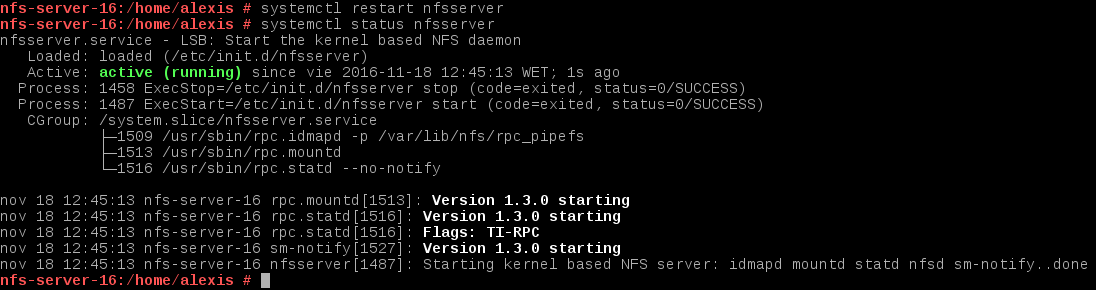 nfs-server-16:/home/alexis # systemctl restart nfsserver
nfs-server-16:/home/alexis # systemctl status nfsserver
nfsserver.service - LSB: Start the kernel based NFS daemon
   Loaded: loaded (/etc/init.d/nfsserver)
   Active: active (running) since vie 2016-11-18 12:45:13 WET; 1s ago
  Process: 1458 ExecStop=/etc/init.d/nfsserver stop (code=exited, status=0/SUCCESS)
  Process: 1487 ExecStart=/etc/init.d/nfsserver start (code=exited, status=0/SUCCESS)
   CGroup: /system.slice/nfsserver.service
           ├─1509 /usr/sbin/rpc.idmapd -p /var/lib/nfs/rpc_pipefs
           ├─1513 /usr/sbin/rpc.mountd
           └─1516 /usr/sbin/rpc.statd --no-notify

nov 18 12:45:13 nfs-server-16 rpc.mountd[1513]: Version 1.3.0 starting
nov 18 12:45:13 nfs-server-16 rpc.statd[1516]: Version 1.3.0 starting
nov 18 12:45:13 nfs-server-16 rpc.statd[1516]: Flags: TI-RPC
nov 18 12:45:13 nfs-server-16 sm-notify[1527]: Version 1.3.0 starting
nov 18 12:45:13 nfs-server-16 nfsserver[1487]: Starting kernel based NFS server: idmapd mountd statd nfsd sm-notify..done
nfs-server-16:/home/alexis #